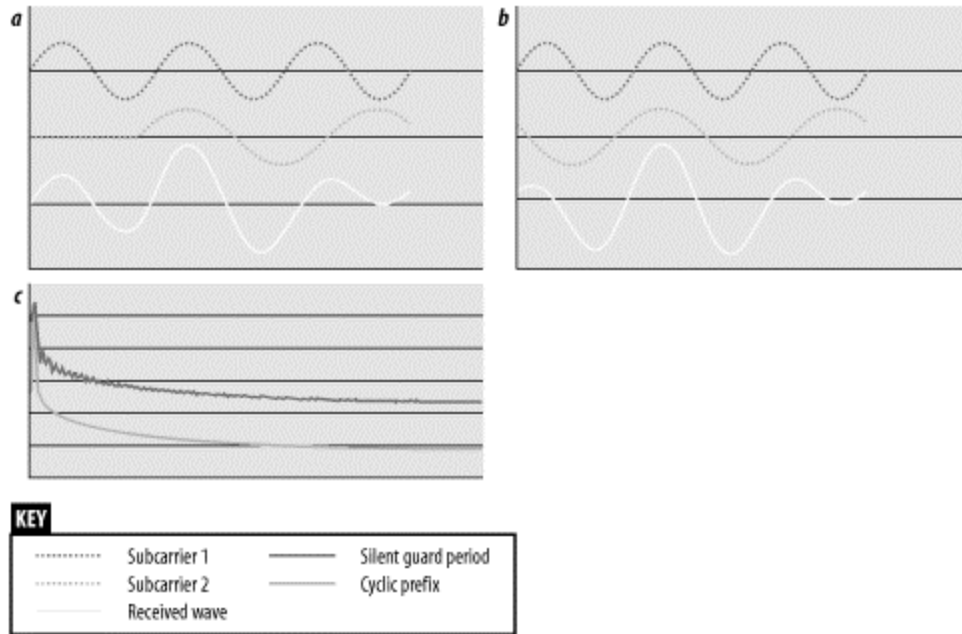 a
b
c
KEY
Subcarrier 1
Silent guard period
Subcarrier 2
Cyclic prefix
Received wave